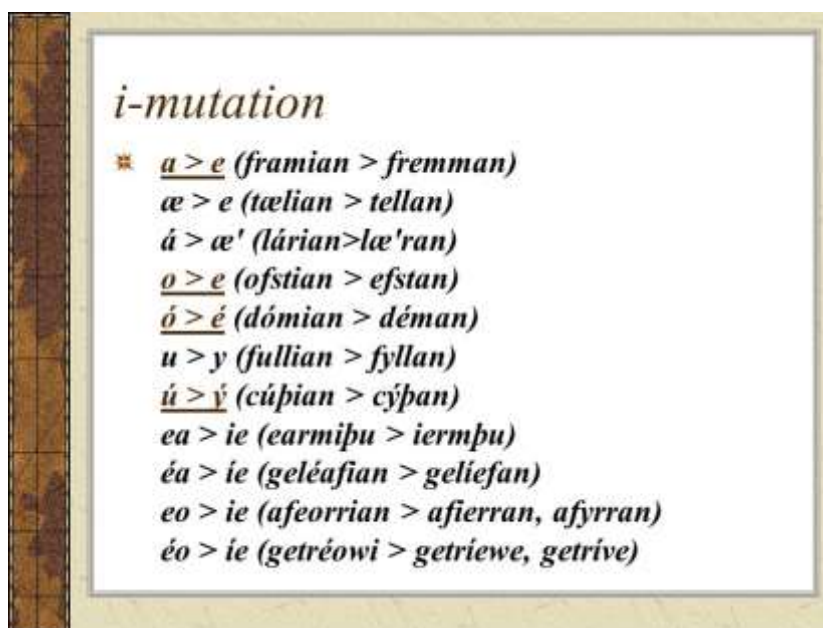 i-mutation
a > e (framian > fremman)
æ > e (tælian > tellan)
á > æ' (lárian>læ'ran)
o > e (ofstian > efstan)
ó > é (dómian > déman)
u > y (fullian > fyllan)
ú > ý (cúþian > cýþan)
ea > ie (earmiþu > iermþu)
éa > íe (geléafian > gelíefan)
eo > ie (afeorrian > afierran, afyrran)
éo > íe (getréowi > getríewe, getríve)